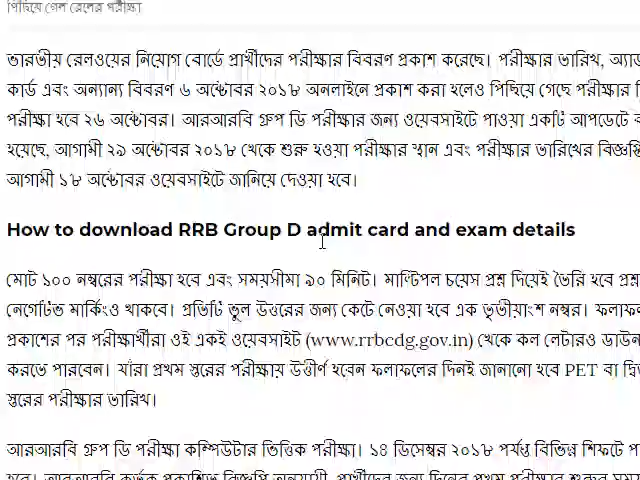 পিছিয়ে গেল রেলের পরীক্ষা
ভারতীয় রেলওয়ের নিয়োগ বোর্ডে প্রার্থীদের পরীক্ষার বিবরণ প্রকাশ করেছে। পরীক্ষার তারিখ,
কার্ড এবং অন্যান্য বিবরণ ৬ অক্টোবর ২০১৮ অনলাইনে প্রকাশ করা হলেও পিছিয়ে গেছে পরীক্ষার
পরীক্ষা হবে ২৬ অক্টোবর। আরআরবি গ্রুপ ডি পরীক্ষার জন্য ওয়েবসাইটে পাওয়া একটি আপডেটে
হয়েছে, আগামী ২৯ অক্টোবর ২০১৮ থেকে শুরু হওয়া পরীক্ষার স্থান এবং পরীক্ষার তারিখের
আগামী ১৮ অক্টোবর ওয়েবসাইটে জানিয়ে দেওয়া হবে।
How to download RRB Group D admit card and exam details
মোট ১০০ নম্বরের পরীক্ষা হবে এবং সময়সীমা ৯০ মিনিট। মাল্টিপল চয়েস প্রশ্ন দিয়েই তৈরি হবে
নেগেটিভ মার্কিংও থাকবে। প্রতিটি ভুল উত্তরের জন্য কেটে নেওয়া হবে এক তৃতীয়াংশ নম্বর।
প্রকাশের পর পরীক্ষার্থীরা ওই একই ওয়েবসাইট (www.rrbcdg.gov.in) থেকে কল লেটারও
করতে পারবেন। যাঁরা প্রথম স্তরের পরীক্ষায় উত্তীর্ণ হবেন ফলাফলের দিনই জানানো হবে PET বা
স্তরের পরীক্ষার তারিখ।
আরআরবি গ্রুপ ডি পরীক্ষা কম্পিউটার ভিত্তিক পরীক্ষা। ১৪ ডিসেম্বর ২০১৮ পর্যন্ত বিভিন্ন শিফটে